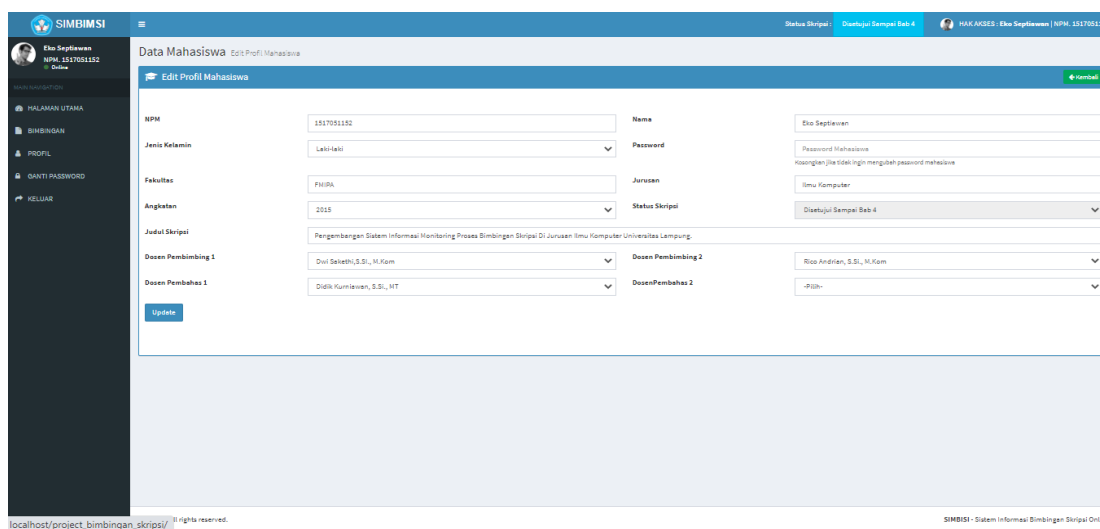 SIMBIMSI
Status Skripsi : Disetujui Sampai Bab 4 HAK AKSES : Eko Septiawan | NPM. 151705115
Eko Septiawan
NPM. 1517051152
Online
MAIN NAVIGATION
HALAMAN UTAMA
BIMBINGAN
PROFIL
GANTI PASSWORD
KELUAR
Data Mahasiswa Edit Profil Mahasiswa
Edit Profil Mahasiswa Kembali
NPM 1517051152 Nama Eko Septiawan
Jenis Kelamin Laki-laki Password Password Mahasiswa
Kosongkan jika tidak ingin mengubah password mahasiswa
Fakultas FMIPA Jurusan Ilmu Komputer
Angkatan 2015 Status Skripsi Disetujui Sampai Bab 4
Judul Skripsi Pengembangan Sistem Informasi Monitoring Proses Bimbingan Skripsi Di Jurusan Ilmu Komputer Universitas Lampung.
Dosen Pembimbing 1 Dwi Sakethi,S.SI., M.Kom Dosen Pembimbing 2 Rico Andrian, S.Si., M.Kom
Dosen Pembahas 1 Didik Kurniawan, S.Si., MT DosenPembahas 2 -Pilih-
Update
ll rights reserved. SIMBISI - Sistem Informasi Bimbingan Skripsi Onl
localhost/project_bimbingan_skripsi/